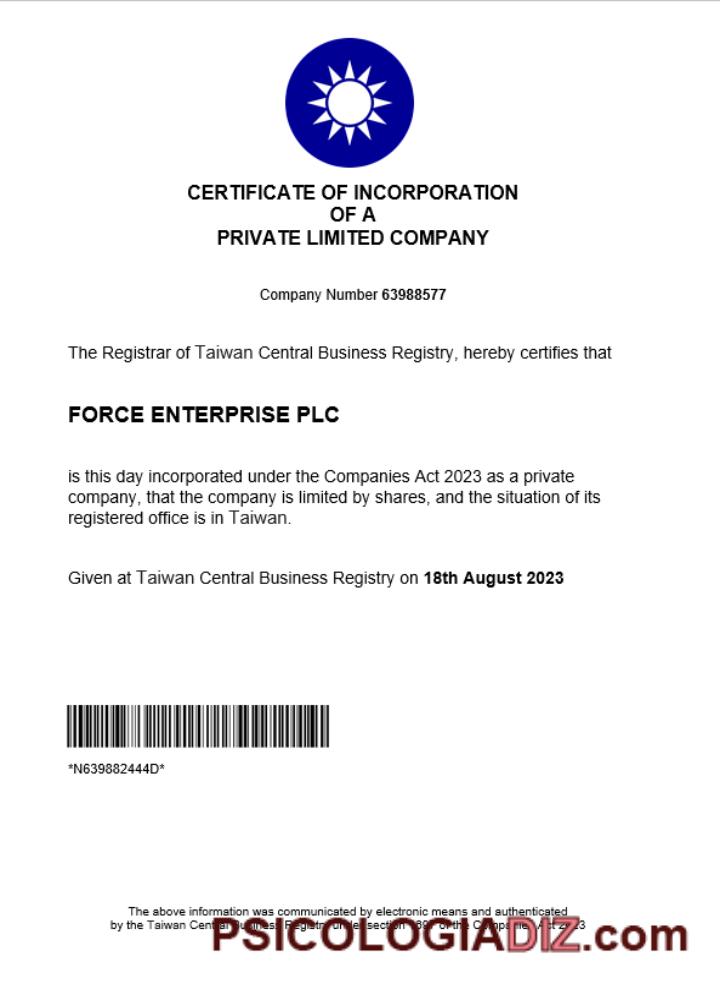 CERTIFICATE OF INCORPORATION
OF A
PRIVATE LIMITED COMPANY
Company Number 63988577
The Registrar of Taiwan Central Business Registry, hereby certifies that
FORCE ENTERPRISE PLC
is this day incorporated under the Companies Act 2023 as a private
company, that the company is limited by shares, and the situation of its
registered office is in Taiwan.
Given at Taiwan Central Business Registry on 18th August 2023
*N639882444D*
The above information was communicated by electronic means and authenticated
by the Taiwan Central Business Registry under section of the Companies Act
PSICOLOGIADIZ.com